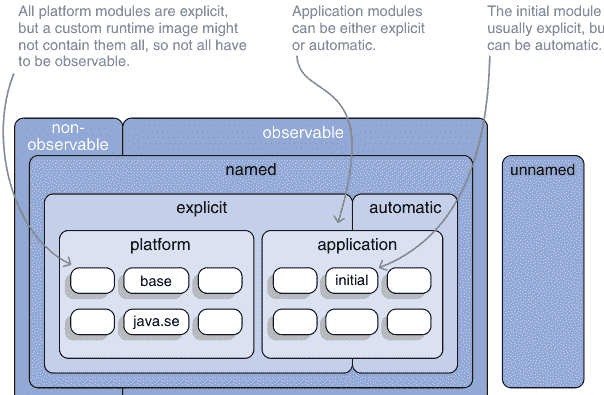 All platform modules are explicit,
but a custom runtime image might
not contain them all, so not all have
to be observable.
Application modules
can be either explicit
or automatic.
The initial module
usually explicit, bu
can be automatic.
non-
observable
observable
named
unnamed
explicit
automatic
platform
application
base
initial
java.se